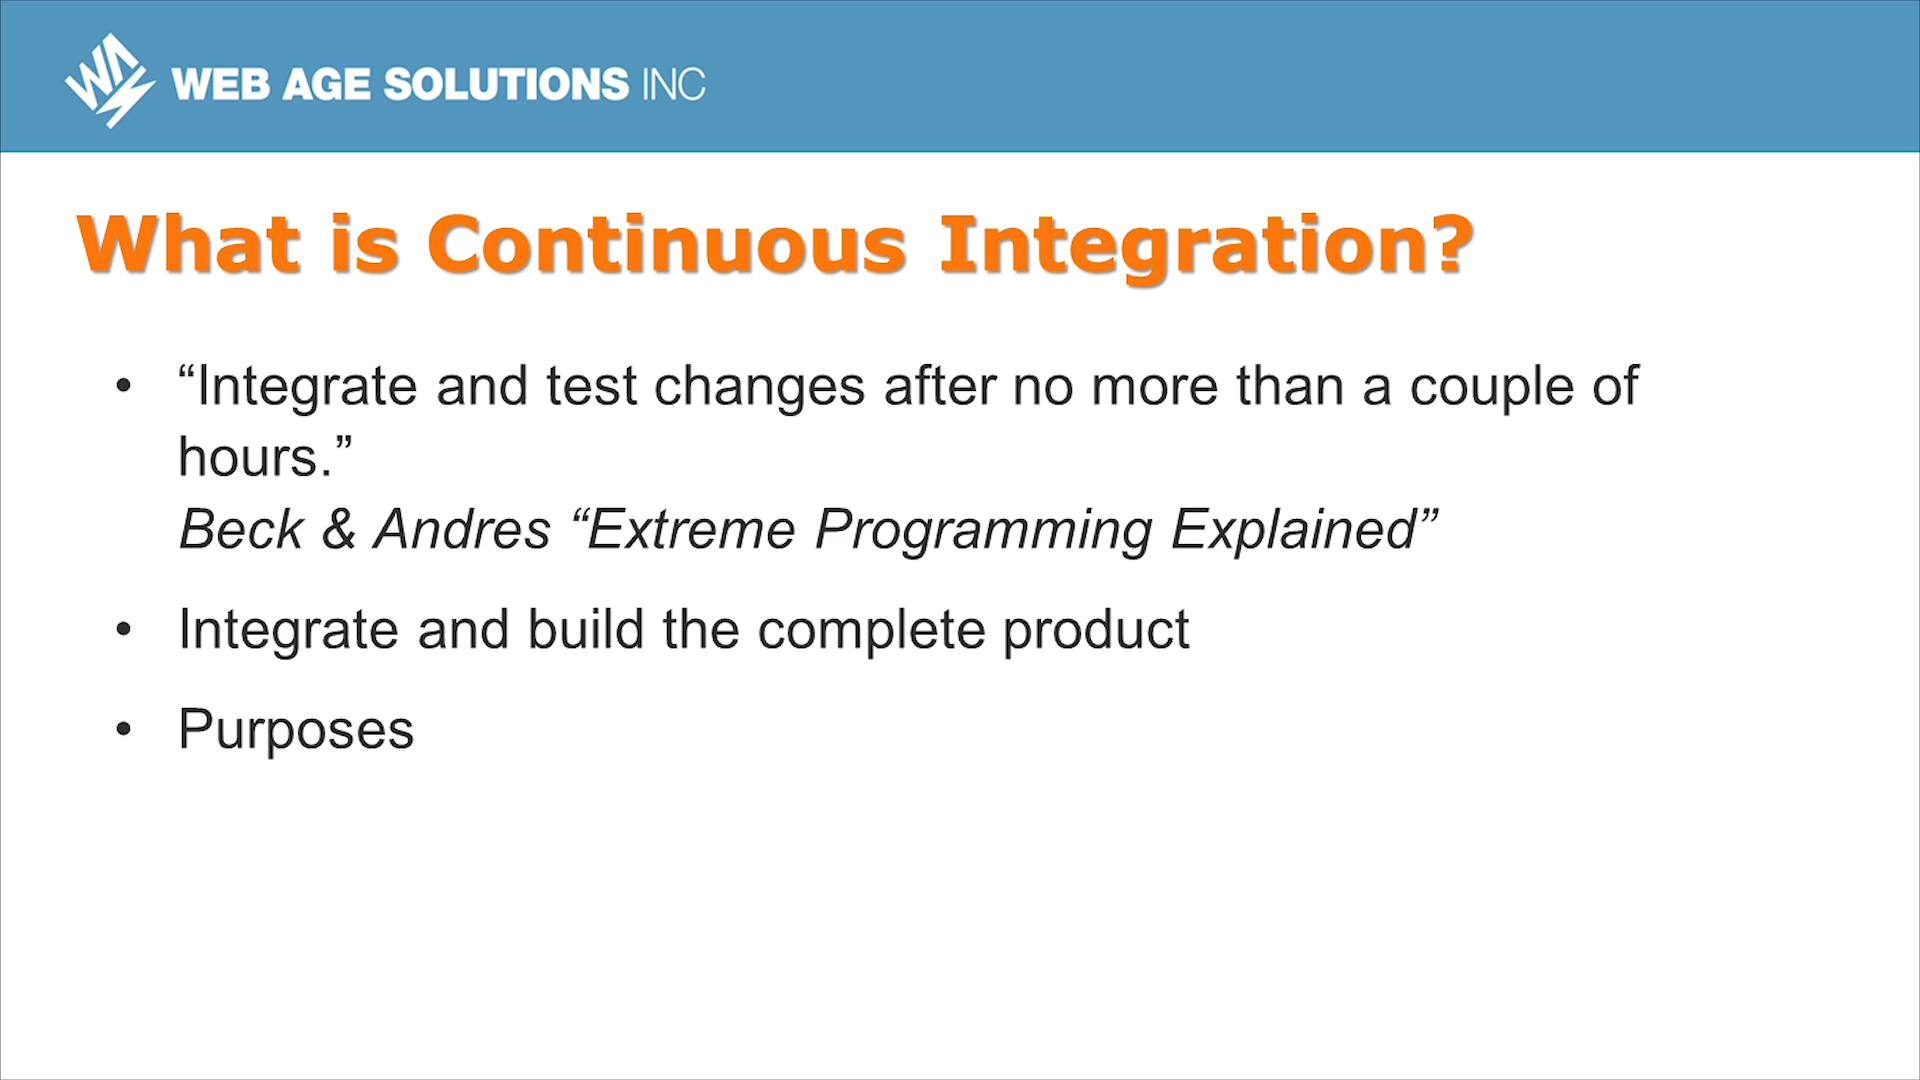 WEB AGE SOLUTIONS INC
What is Continuous Integration?
• “Integrate and test changes after no more than a couple of
hours.”
Beck & Andres “Extreme Programming Explained”
• Integrate and build the complete product
• Purposes